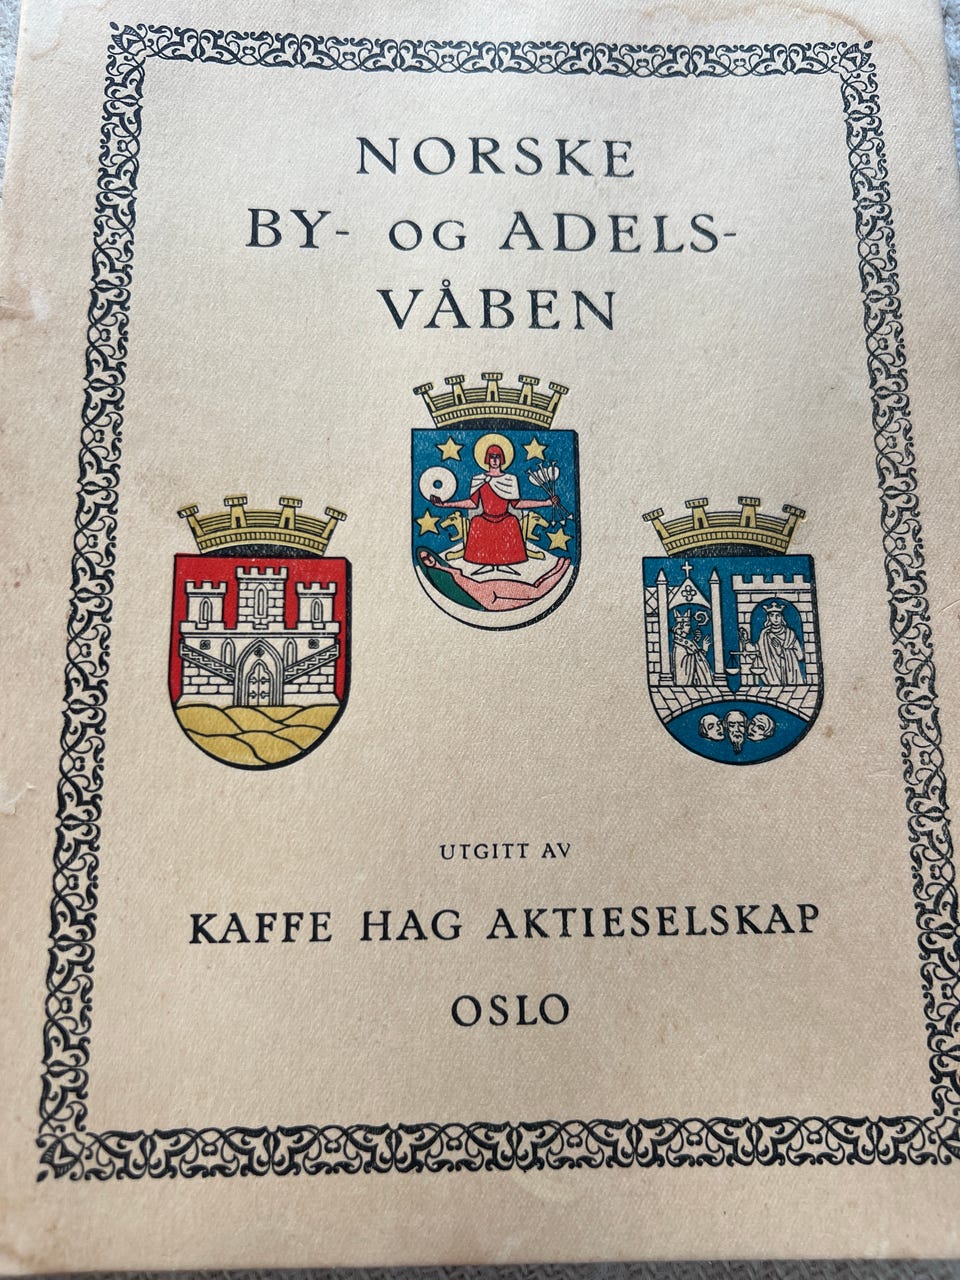 NORSKE
BY- OG ADELS-
VÅBEN
UTGITT AV
KAFFE HAG AKTIESELSKAP
OSLO